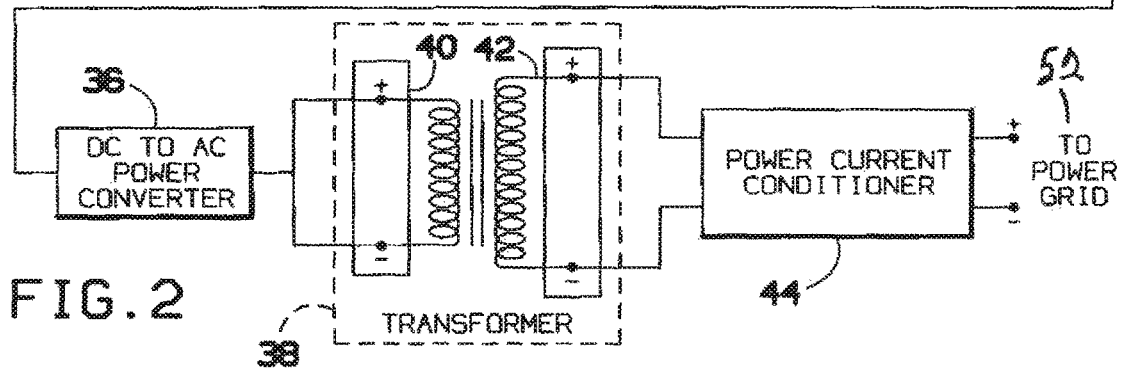 36
DC TO AC
POWER
CONVERTER
40
42
+
-
+
-
TRANSFORMER
38
POWER CURRENT
CONDITIONER
44
52
+
-
TO
POWER
GRID
FIG.2